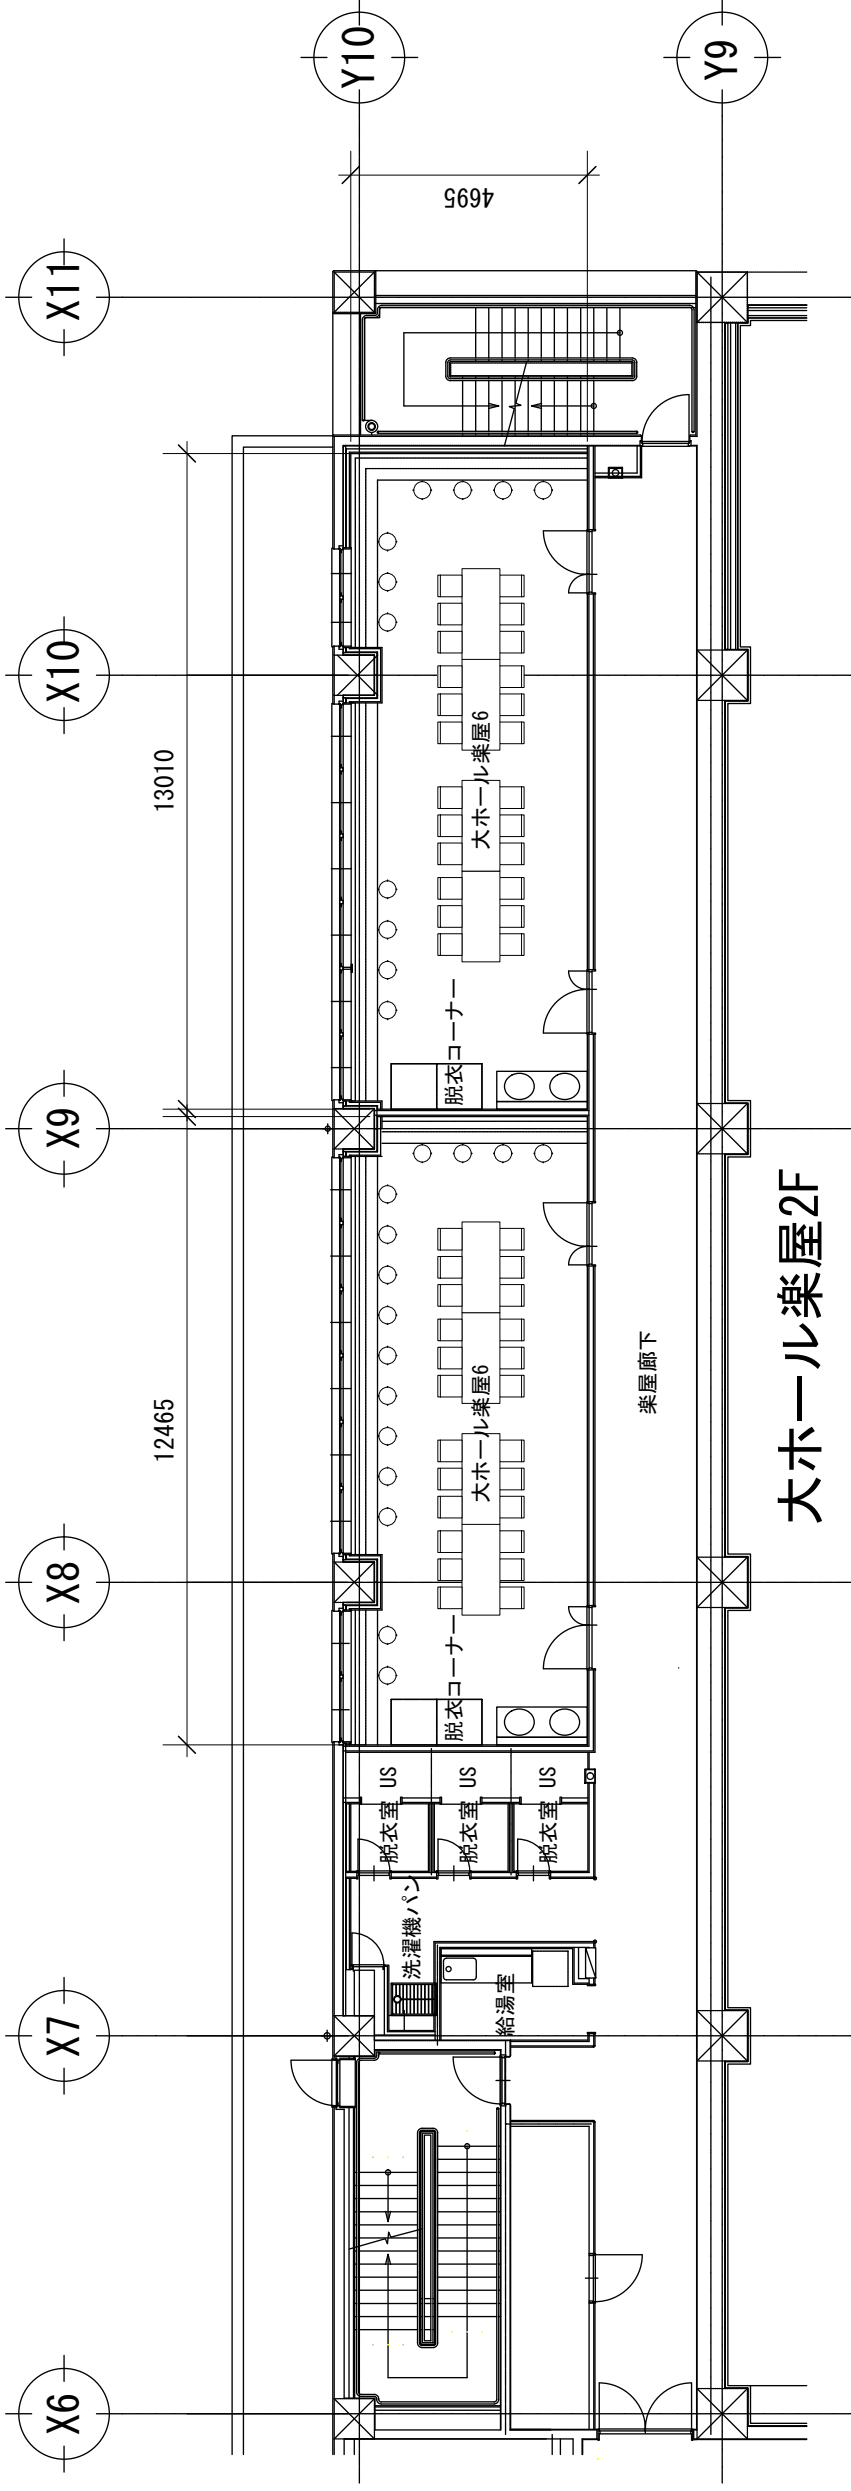 Y10
Y9
4695
X11
X10
13010
大ホール楽屋6
脱衣コーナー
X9
12465
大ホール楽屋6
脱衣コーナー
楽屋廊下
大ホール楽屋2F
X8
脱衣室 US
脱衣室 US
脱衣室 US
洗濯機パン
給湯室
X7
X6